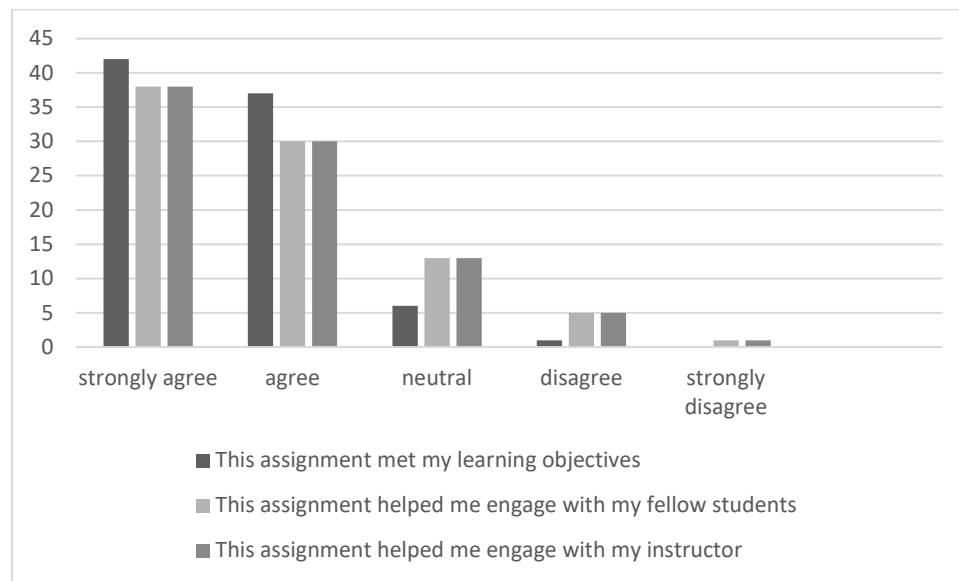 45
40
35
30
25
20
15
10
5
0
strongly agree agree neutral disagree strongly
disagree
This assignment met my learning objectives
This assignment helped me engage with my fellow students
This assignment helped me engage with my instructor